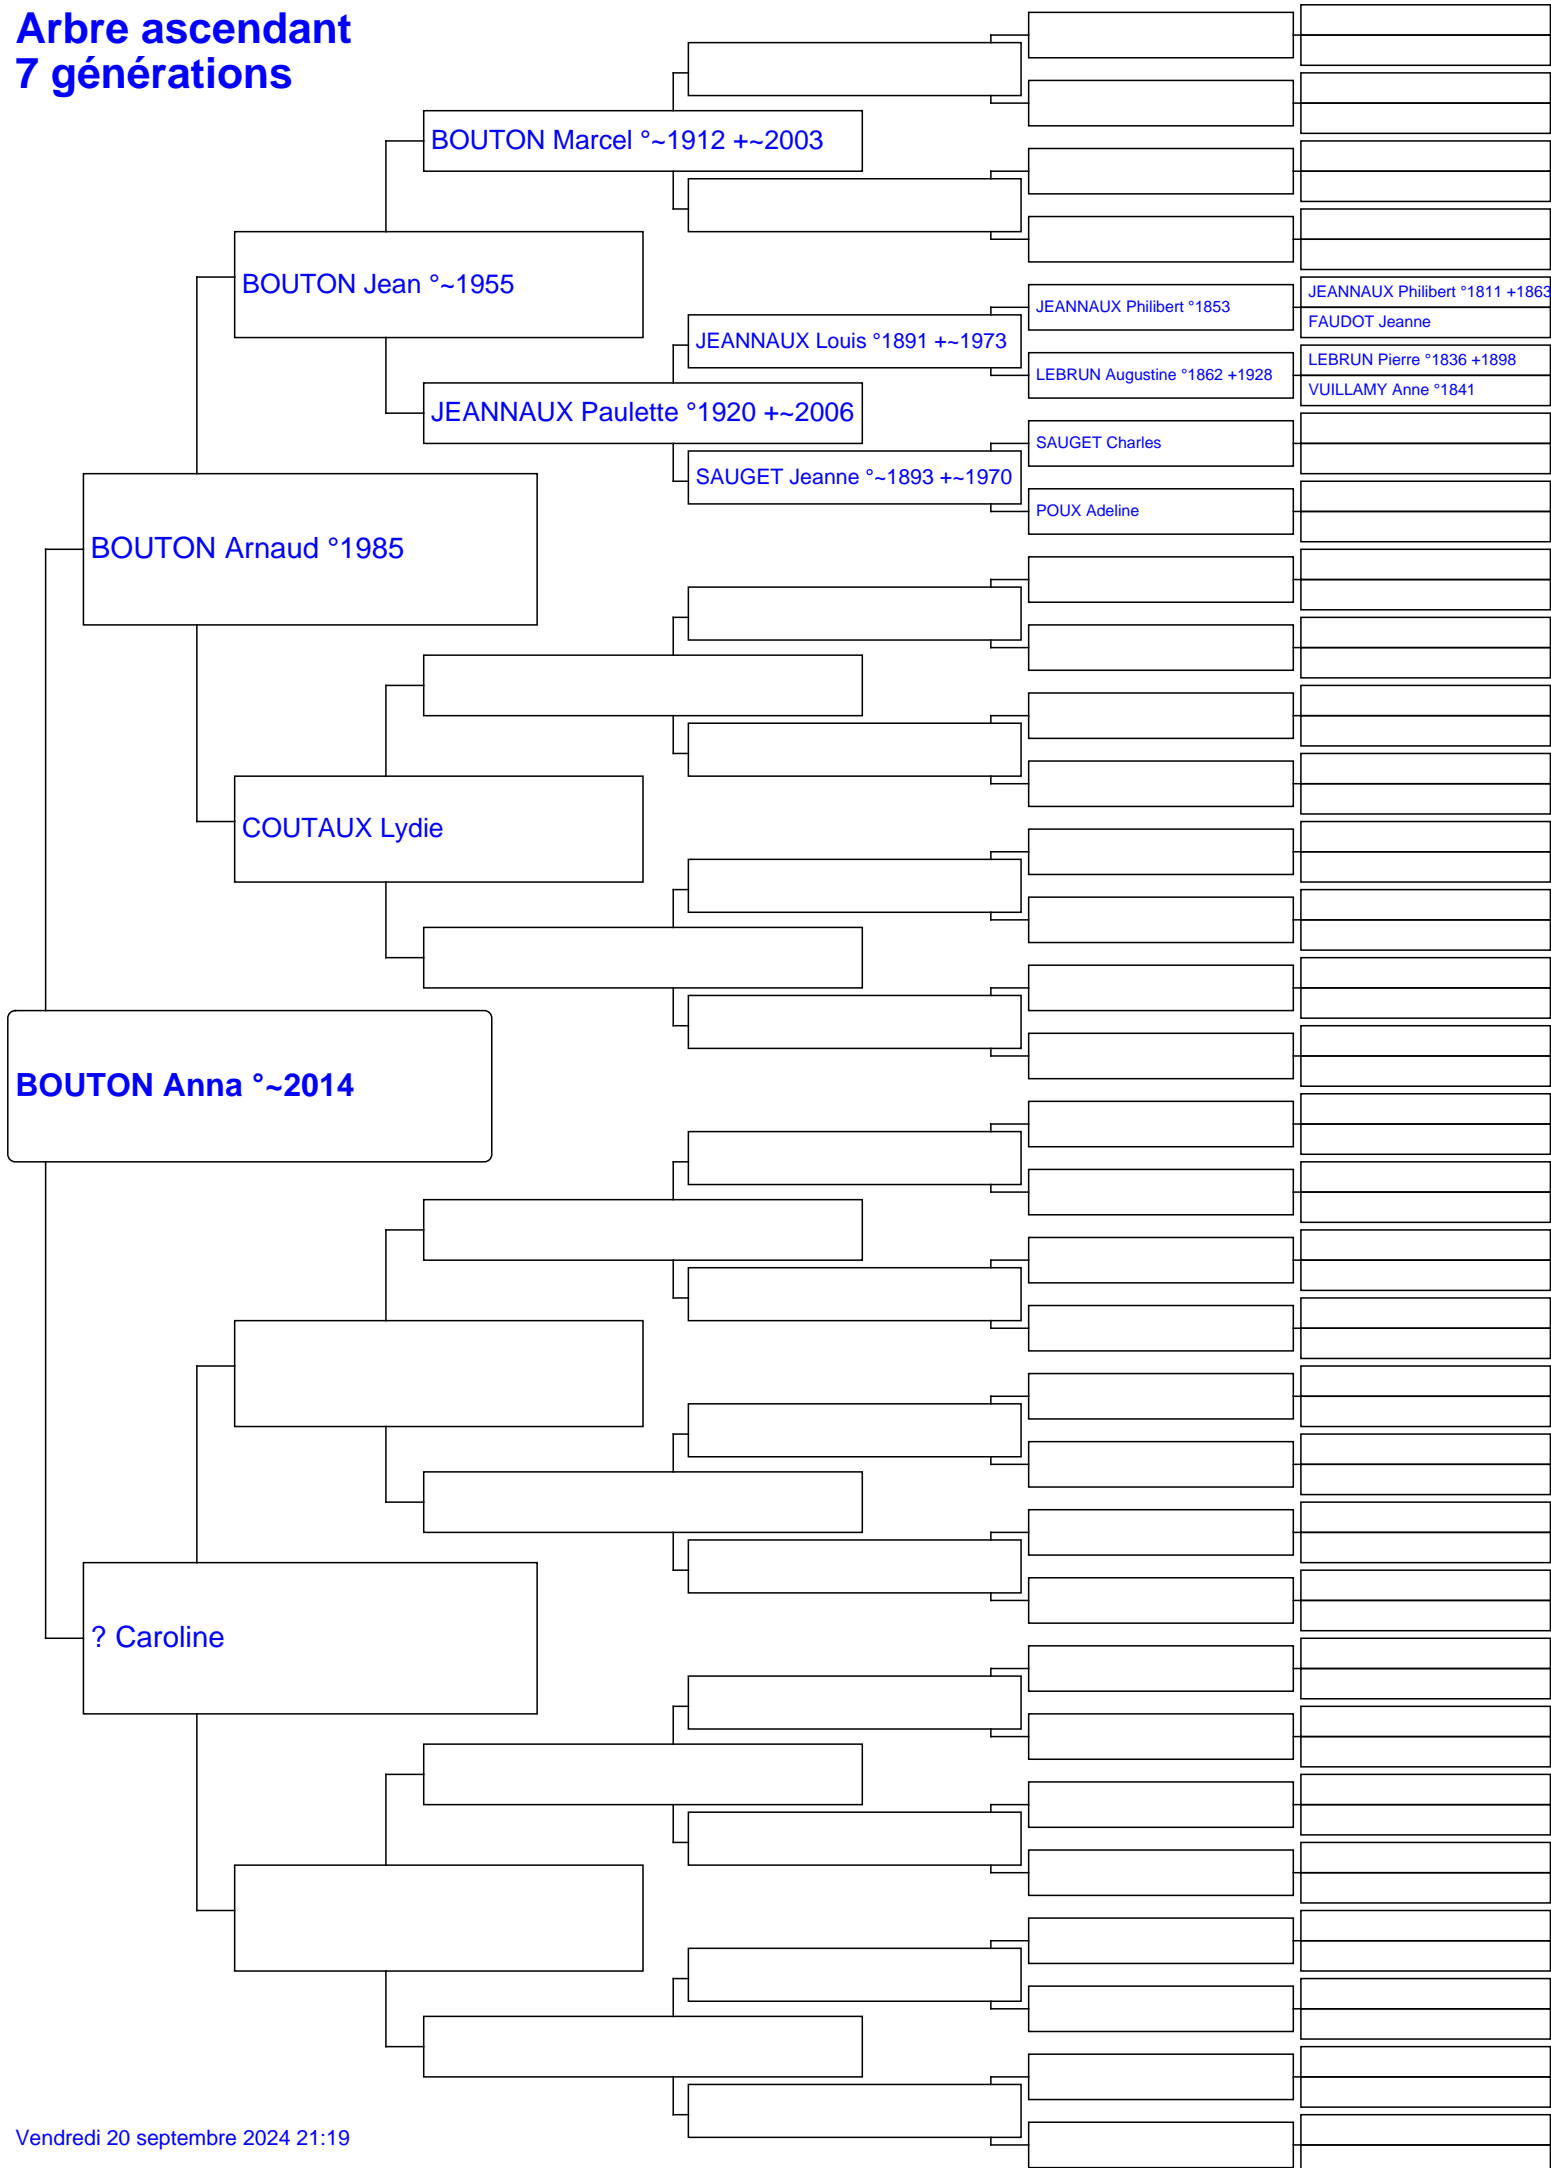 Arbre ascendant
7 générations
BOUTON Marcel °~1912 +~2003
BOUTON Jean °~1955
JEANNAUX Philibert °1811 +1863
JEANNAUX Philibert °1853
FAUDOT Jeanne
JEANNAUX Louis °1891 +~1973
LEBRUN Pierre °1836 +1898
LEBRUN Augustine °1862 +1928
VUILLAMY Anne °1841
JEANNAUX Paulette °1920 +~2006
SAUGET Charles
SAUGET Jeanne °~1893 +~1970
POUX Adeline
BOUTON Arnaud °1985
COUTAUX Lydie
BOUTON Anna °~2014
? Caroline
Vendredi 20 septembre 2024 21:19